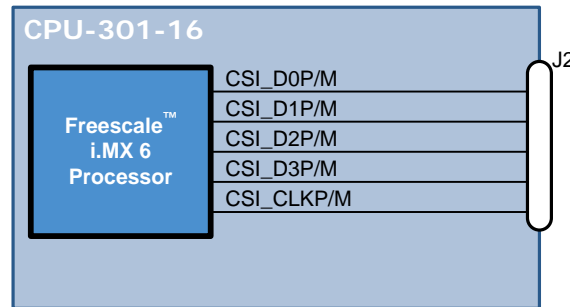 CPU-301-16
J2
Freescale™
i.MX 6
Processor
CSI_D0P/M
CSI_D1P/M
CSI_D2P/M
CSI_D3P/M
CSI_CLKP/M